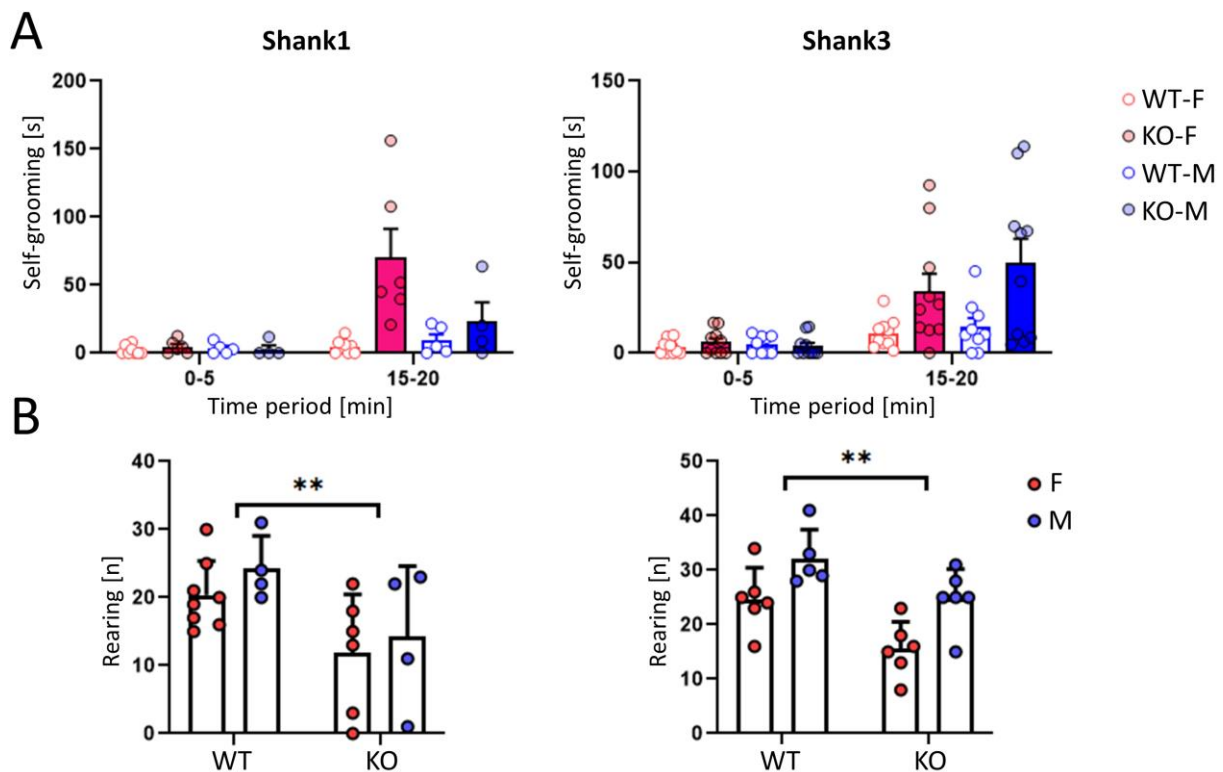 A
Shank1
Shank3
Self-grooming [s]
200
150
100
50
0
0-5
15-20
Time period [min]
Self-grooming [s]
150
100
50
0
0-5
15-20
Time period [min]
WT-F
KO-F
WT-M
KO-M
B
Rearing [n]
40
30
20
10
0
**
WT
KO
Rearing [n]
50
40
30
20
10
0
**
WT
KO
F
M